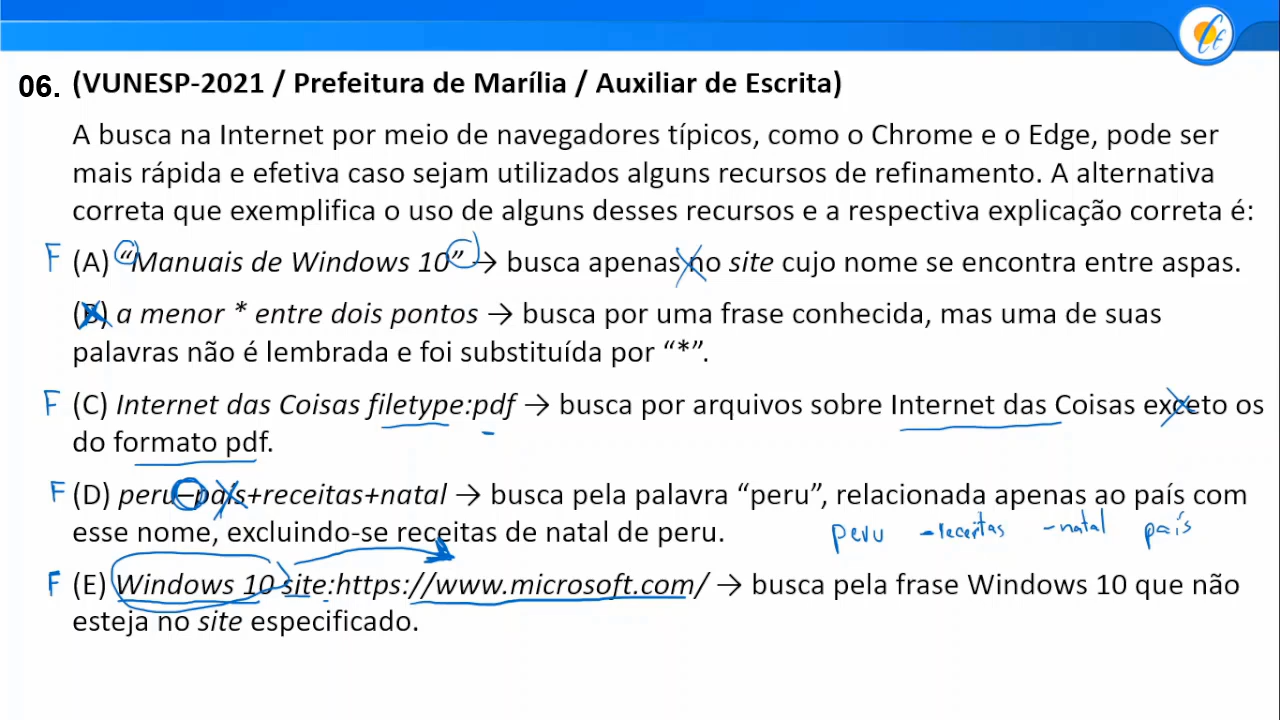 06. (VUNESP-2021 / Prefeitura de Marília / Auxiliar de Escrita)
A busca na Internet por meio de navegadores típicos, como o Chrome e o Edge, pode ser
mais rápida e efetiva caso sejam utilizados alguns recursos de refinamento. A alternativa
correta que exemplifica o uso de alguns desses recursos e a respectiva explicação correta é:
F (A) “Manuais de Windows 10” → busca apenas no site cujo nome se encontra entre aspas.
(B) a menor * entre dois pontos → busca por uma frase conhecida, mas uma de suas
palavras não é lembrada e foi substituída por “*”.
F (C) Internet das Coisas filetype:pdf → busca por arquivos sobre Internet das Coisas exceto os
do formato pdf.
F (D) peru–país+receitas+natal → busca pela palavra “peru”, relacionada apenas ao país com
esse nome, excluindo-se receitas de natal de peru.
peru -receitas -natal país
F (E) Windows 10 site:https://www.microsoft.com/ → busca pela frase Windows 10 que não
esteja no site especificado.